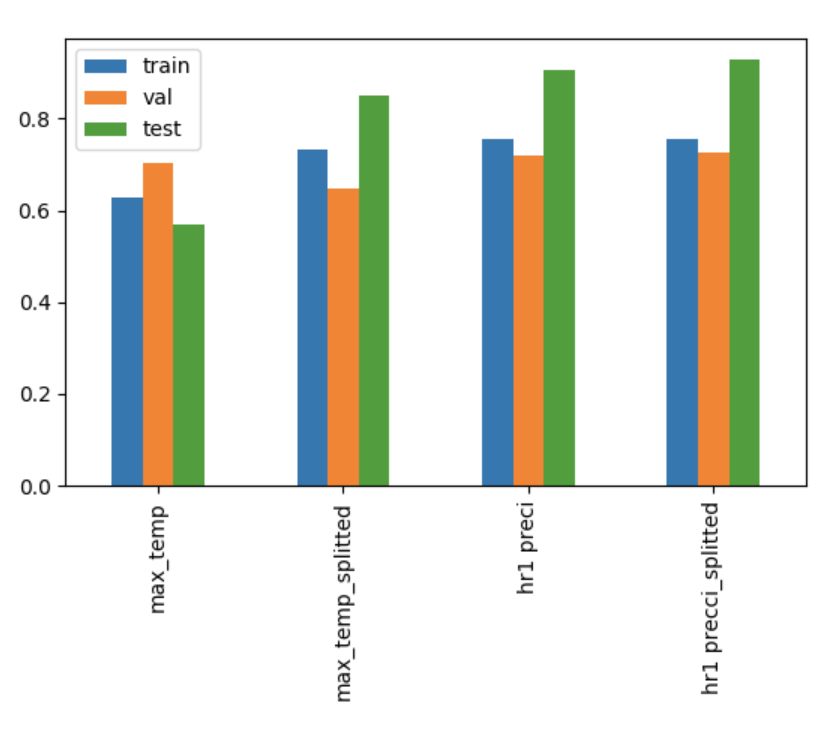 train
val
test
0.8
0.6
0.4
0.2
0.0
max_temp
max_temp_splitted
hr1 preci
hr1 precci_splitted